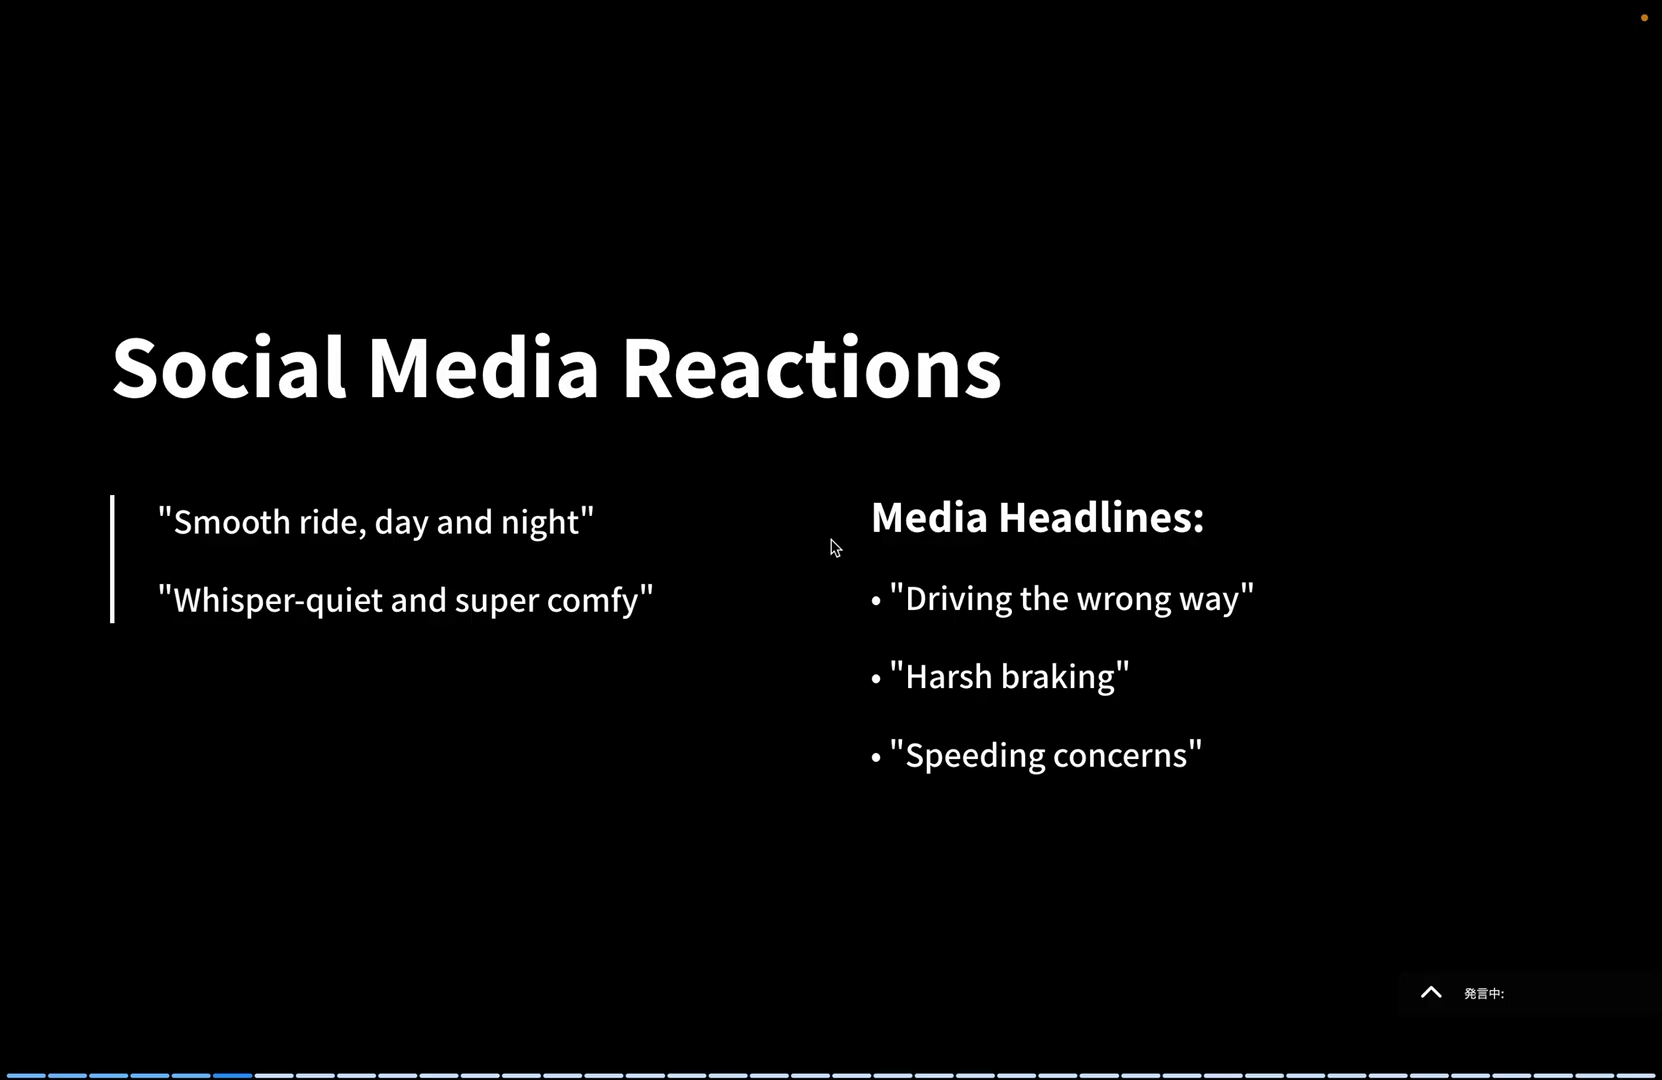 Social Media Reactions
"Smooth ride, day and night"
"Whisper-quiet and super comfy"
Media Headlines:
• "Driving the wrong way"
• "Harsh braking"
• "Speeding concerns"
発言中: